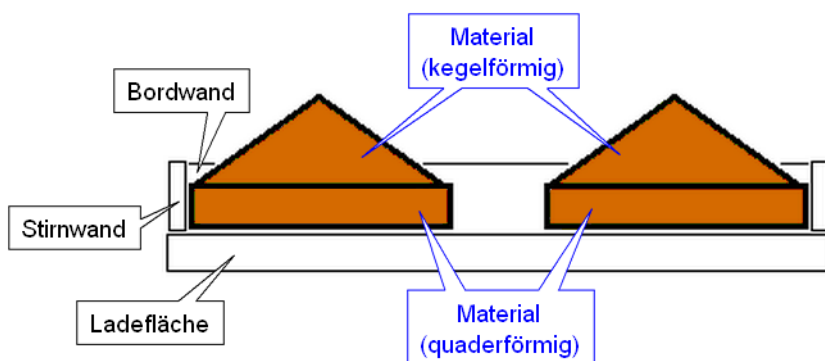 Material
(kegelförmig)
Bordwand
Stirnwand
Ladefläche
Material
(quaderförmig)